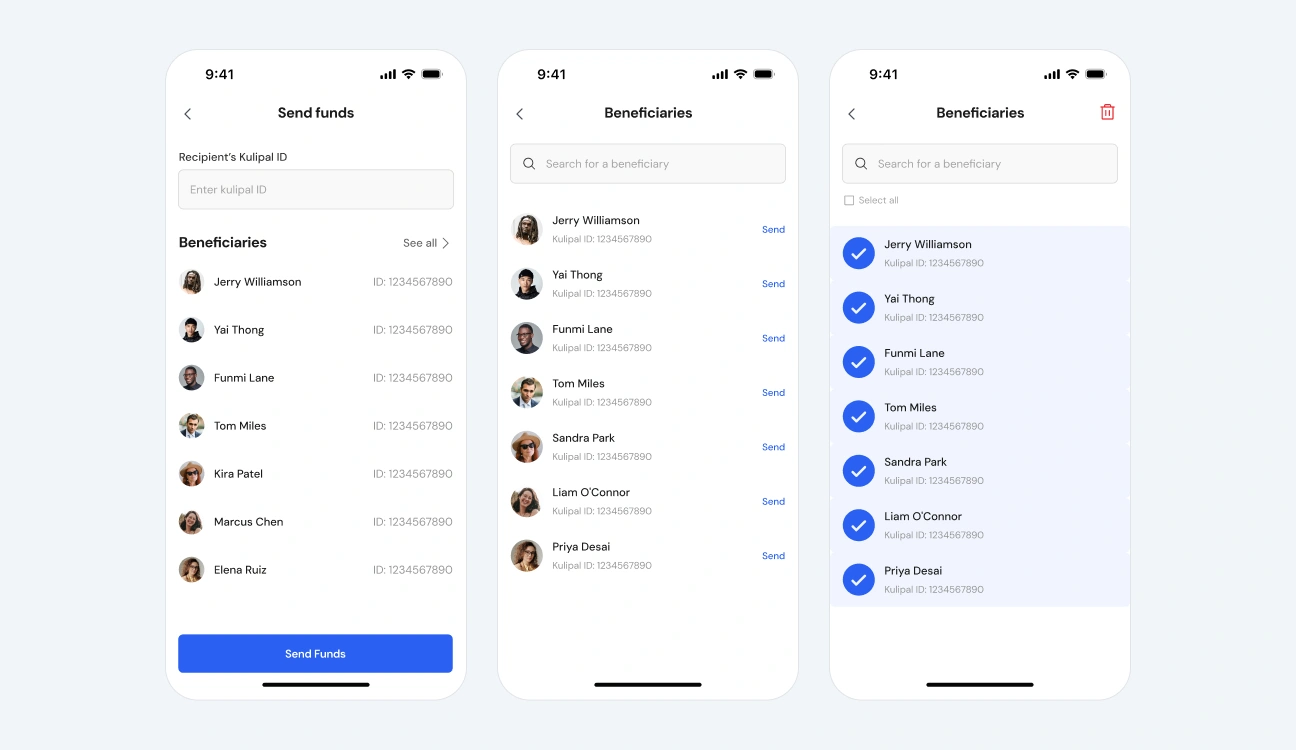 9:41
Send funds
Recipient's Kulipal ID
Enter kulipal ID
Beneficiaries
See all
Jerry Williamson
ID: 1234567890
Yai Thong
ID: 1234567890
Funmi Lane
ID: 1234567890
Tom Miles
ID: 1234567890
Kira Patel
ID: 1234567890
Marcus Chen
ID: 1234567890
Elena Ruiz
ID: 1234567890
Send Funds
9:41
Beneficiaries
Search for a beneficiary
Jerry Williamson
Kulipal ID: 1234567890
Send
Yai Thong
Kulipal ID: 1234567890
Send
Funmi Lane
Kulipal ID: 1234567890
Send
Tom Miles
Kulipal ID: 1234567890
Send
Sandra Park
Kulipal ID: 1234567890
Send
Liam O'Connor
Kulipal ID: 1234567890
Send
Priya Desai
Kulipal ID: 1234567890
Send
9:41
Beneficiaries
Search for a beneficiary
Select all
Jerry Williamson
Kulipal ID: 1234567890
Yai Thong
Kulipal ID: 1234567890
Funmi Lane
Kulipal ID: 1234567890
Tom Miles
Kulipal ID: 1234567890
Sandra Park
Kulipal ID: 1234567890
Liam O'Connor
Kulipal ID: 1234567890
Priya Desai
Kulipal ID: 1234567890